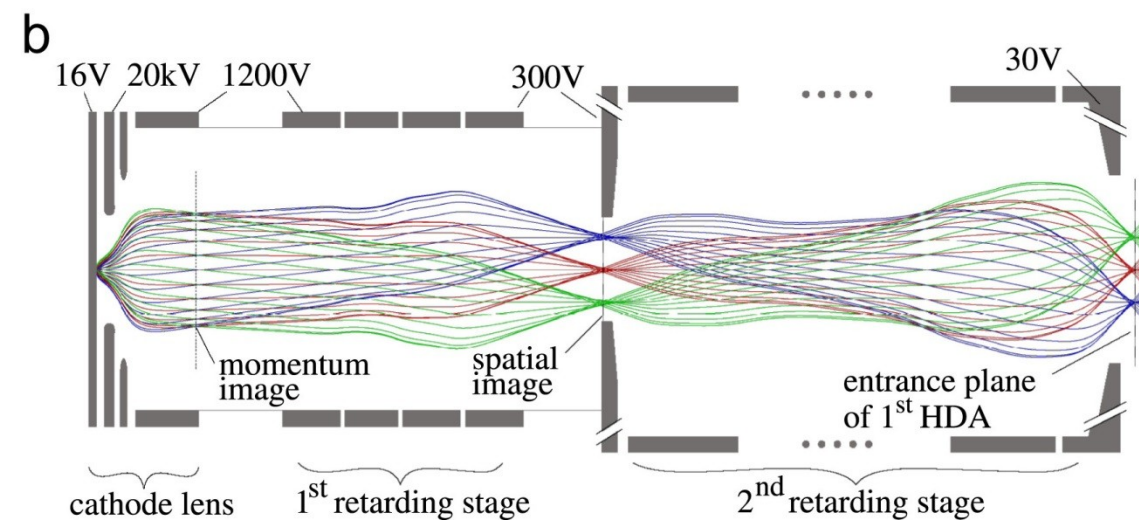 b
16V 20kV 1200V 300V 30V
momentum
image
spatial
image
entrance plane
of 1st HDA
cathode lens 1st retarding stage 2nd retarding stage